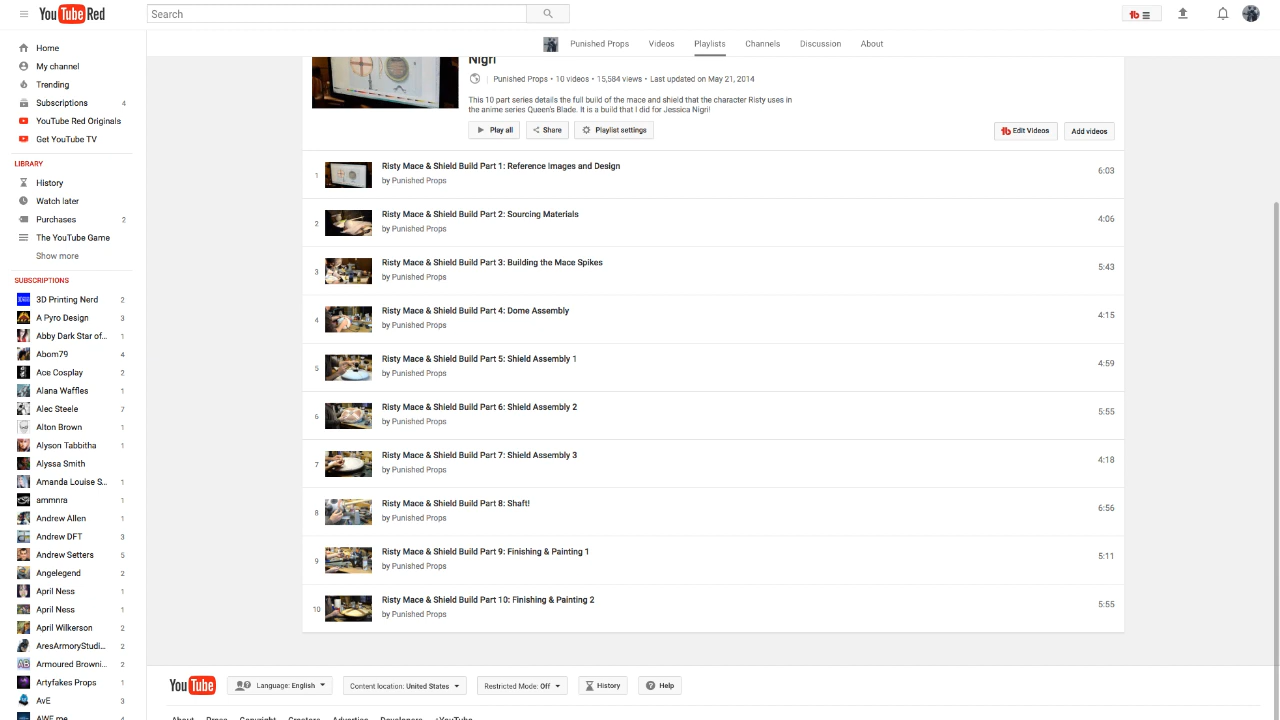 YouTube Red
Search
Home
My channel
Trending
Subscriptions 4
YouTube Red Originals
Get YouTube TV
LIBRARY
History
Watch later
Purchases 2
The YouTube Game
Show more
SUBSCRIPTIONS
3D Printing Nerd 2
A Pyro Design 3
Abby Dark Star of... 1
Abom79 4
Ace Cosplay 2
Alana Waffles 1
Alec Steele 7
Alton Brown 1
Alyson Tabbitha 1
Alyssa Smith
Amanda Louise S... 1
ammnra 1
Andrew Allen 1
Andrew DFT 3
Andrew Setters 5
Angelegend 2
April Ness 1
April Ness 1
April Wilkerson 2
AresArmoryStudi... 2
Armoured Browni... 2
Artyfakes Props 1
AvE 3
AWE me 4
Punished Props Videos Playlists Channels Discussion About
Nigri
Punished Props • 10 videos • 15,584 views • Last updated on May 21, 2014
This 10 part series details the full build of the mace and shield that the character Risty uses in
the anime series Queen's Blade. It is a build that I did for Jessica Nigri!
Play all Share Playlist settings Edit Videos Add videos
1 Risty Mace & Shield Build Part 1: Reference Images and Design 6:03
by Punished Props
2 Risty Mace & Shield Build Part 2: Sourcing Materials 4:06
by Punished Props
3 Risty Mace & Shield Build Part 3: Building the Mace Spikes 5:43
by Punished Props
4 Risty Mace & Shield Build Part 4: Dome Assembly 4:15
by Punished Props
5 Risty Mace & Shield Build Part 5: Shield Assembly 1 4:59
by Punished Props
6 Risty Mace & Shield Build Part 6: Shield Assembly 2 5:55
by Punished Props
7 Risty Mace & Shield Build Part 7: Shield Assembly 3 4:18
by Punished Props
8 Risty Mace & Shield Build Part 8: Shaft! 6:56
by Punished Props
9 Risty Mace & Shield Build Part 9: Finishing & Painting 1 5:11
by Punished Props
10 Risty Mace & Shield Build Part 10: Finishing & Painting 2 5:55
by Punished Props
YouTube Language: English Content location: United States Restricted Mode: Off History Help
About Press Copyright Creators Advertise Developers +YouTube